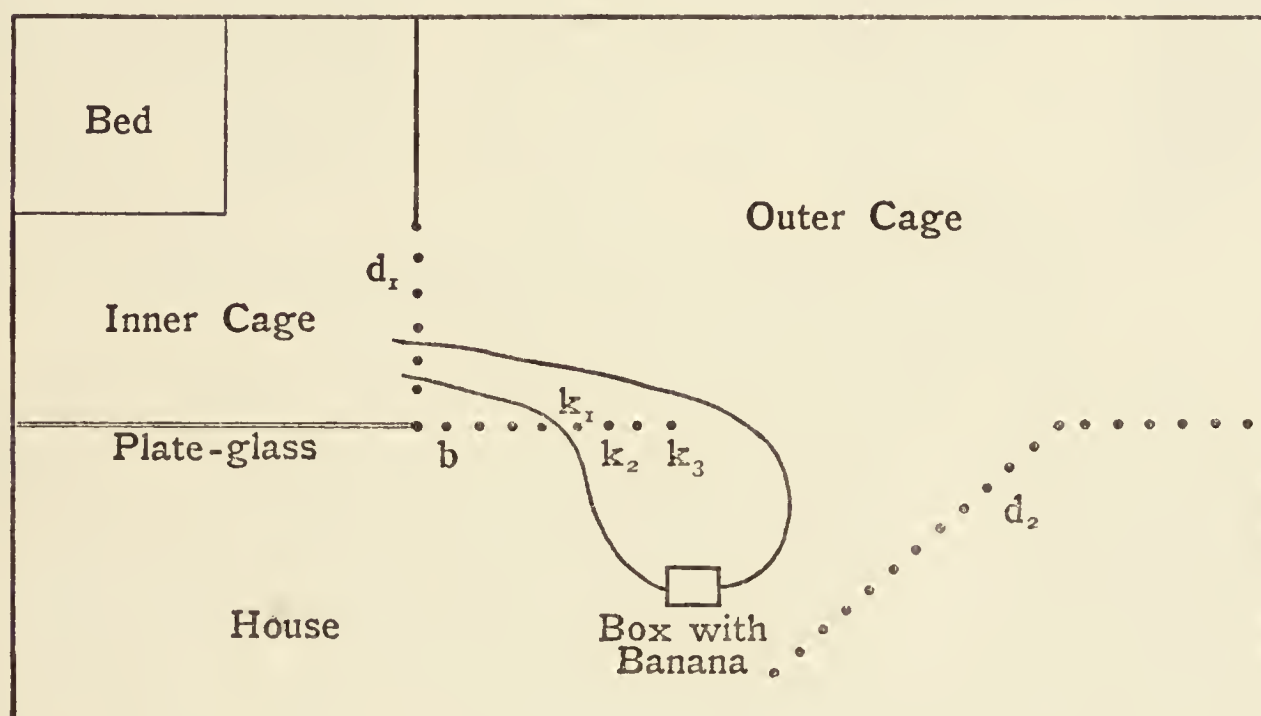 Bed
Outer Cage
d₁
Inner Cage
k₁
Plate-glass
b
k₂
k₃
d₂
House
Box with
Banana